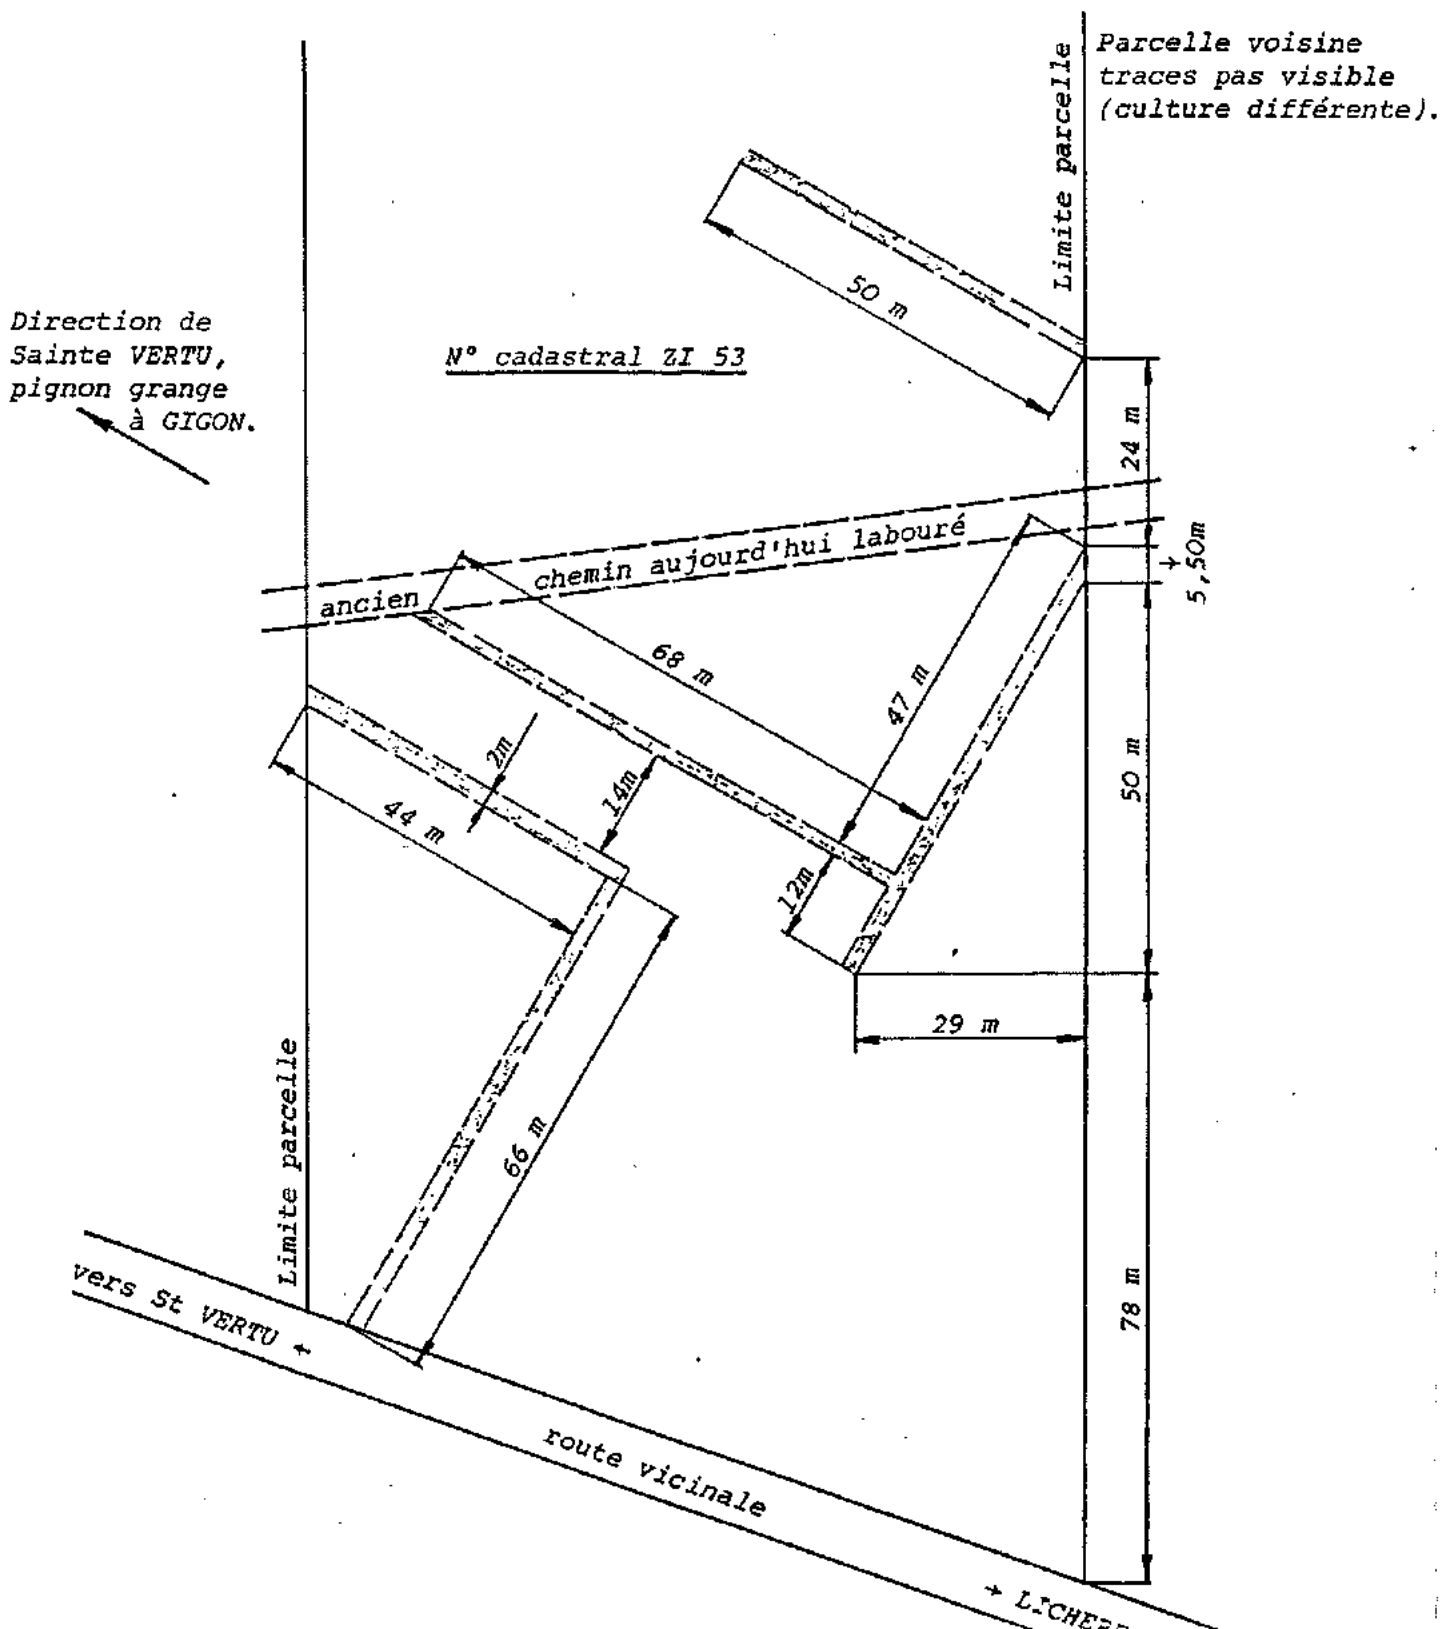 Parcelle voisine
traces pas visible
(culture différente).
Limite parcelle
50 m
Direction de
Sainte VERTU,
pignon grange
à GIGON.
N° cadastral ZI 53
24 m
5,50m
ancien chemin aujourd'hui labouré
68 m
47 m
50 m
2m
14m
44 m
12m
29 m
66 m
Limite parcelle
78 m
vers St VERTU ←
route vicinale
→